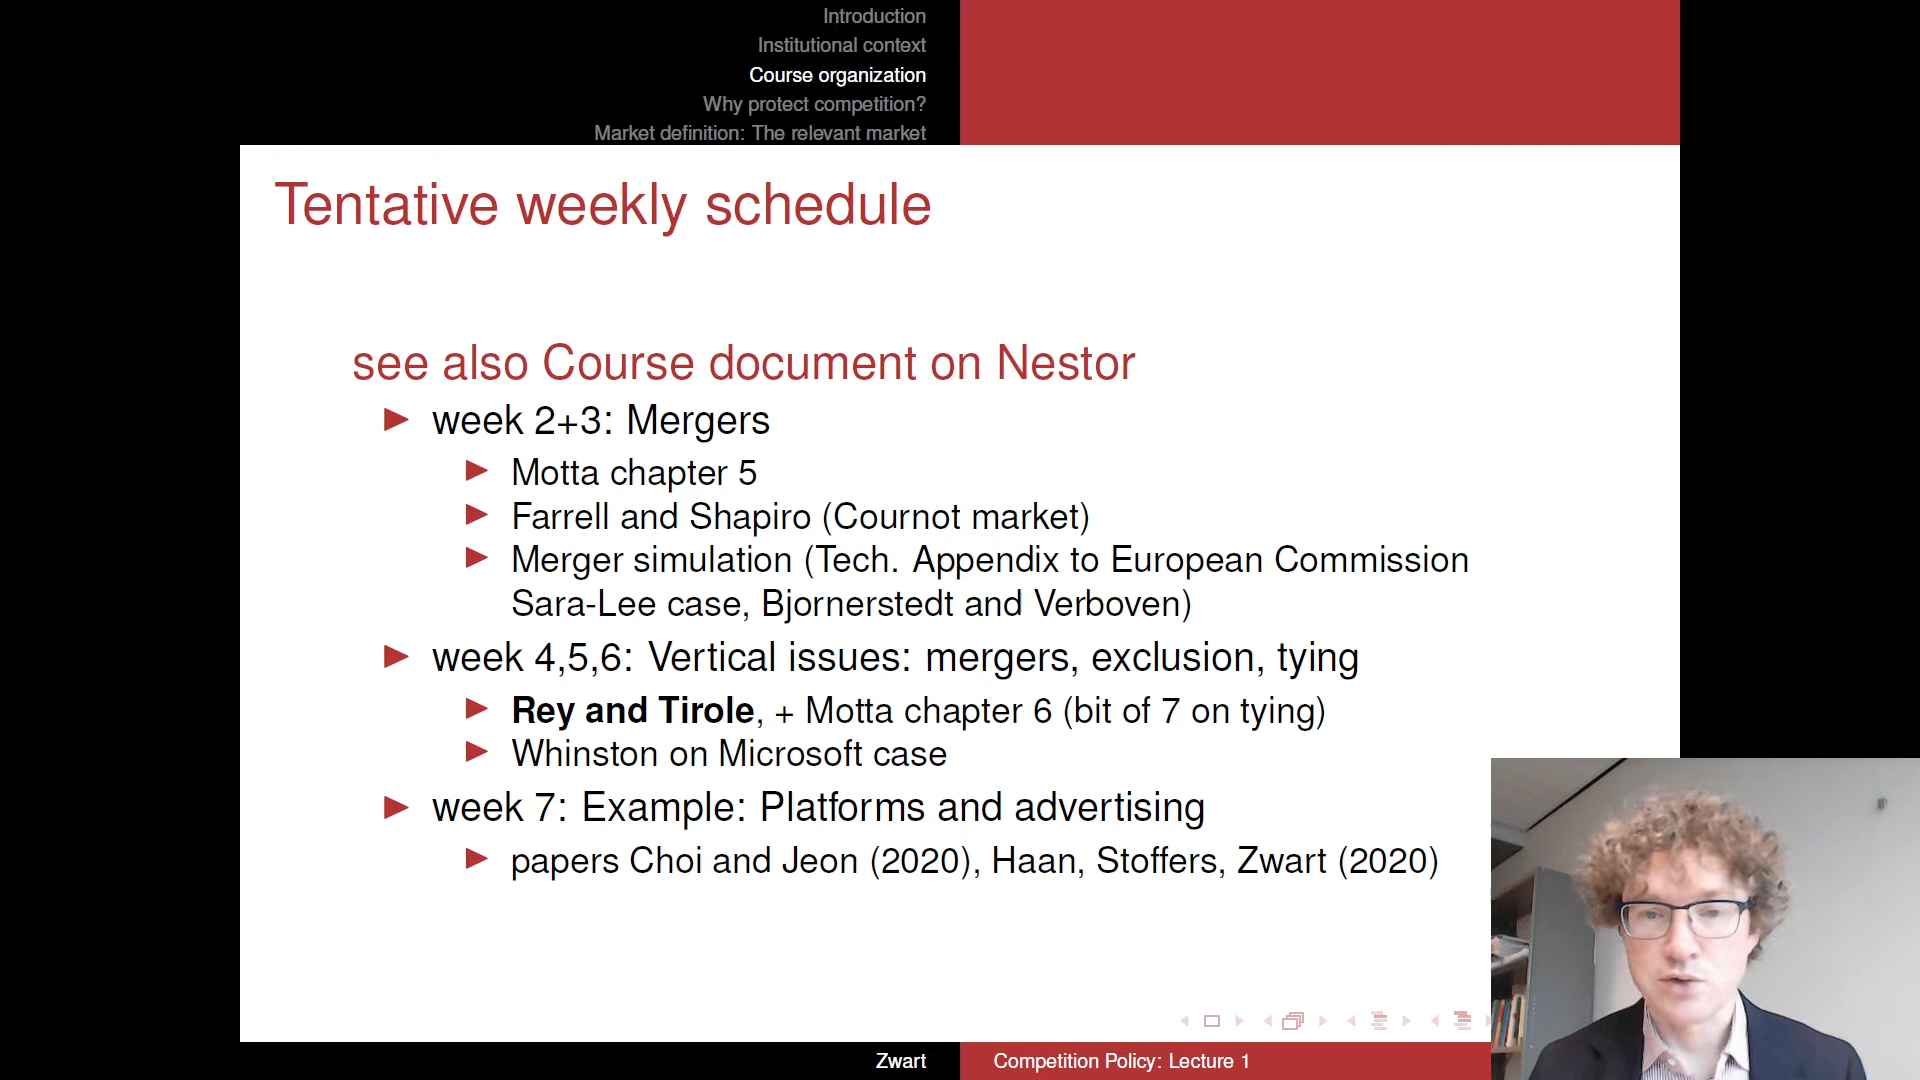 Introduction
Institutional context
Course organization
Why protect competition?
Market definition: The relevant market
Tentative weekly schedule
see also Course document on Nestor
week 2+3: Mergers
Motta chapter 5
Farrell and Shapiro (Cournot market)
Merger simulation (Tech. Appendix to European Commission
Sara-Lee case, Bjornerstedt and Verboven)
week 4,5,6: Vertical issues: mergers, exclusion, tying
Rey and Tirole, + Motta chapter 6 (bit of 7 on tying)
Whinston on Microsoft case
week 7: Example: Platforms and advertising
papers Choi and Jeon (2020), Haan, Stoffers, Zwart (2020)
Zwart
Competition Policy: Lecture 1